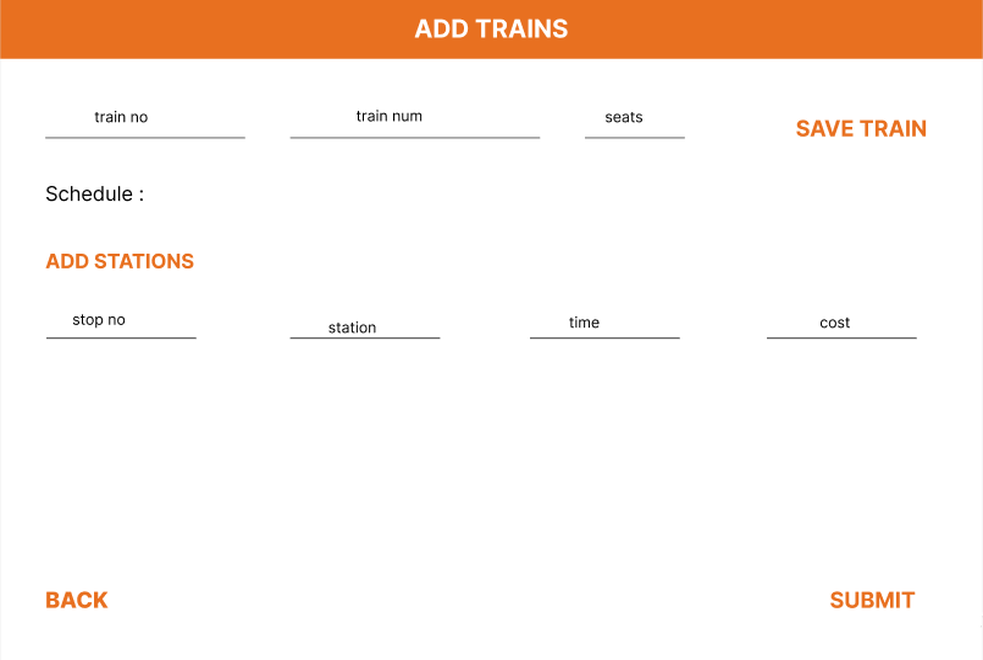 ADD TRAINS
train no train num seats SAVE TRAIN
Schedule :
ADD STATIONS
stop no station time cost
BACK SUBMIT